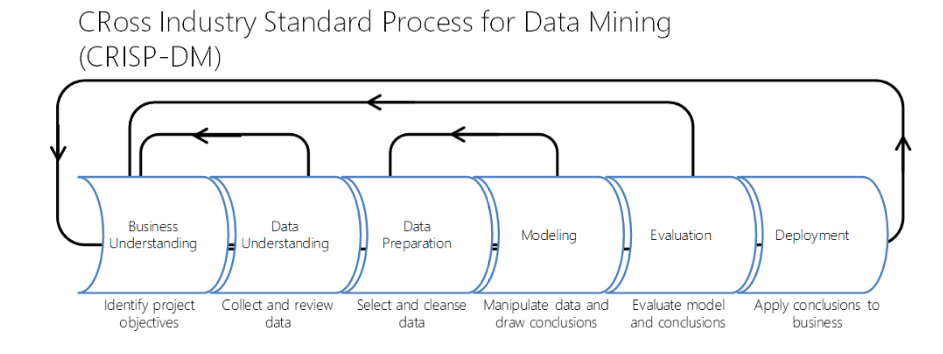 CRoss Industry Standard Process for Data Mining
(CRISP-DM)
Business
Understanding
Data
Understanding
Data
Preparation
Modeling
Evaluation
Deployment
Identify project
objectives
Collect and review
data
Select and cleanse
data
Manipulate data and
draw conclusions
Evaluate model
and conclusions
Apply conclusions to
business